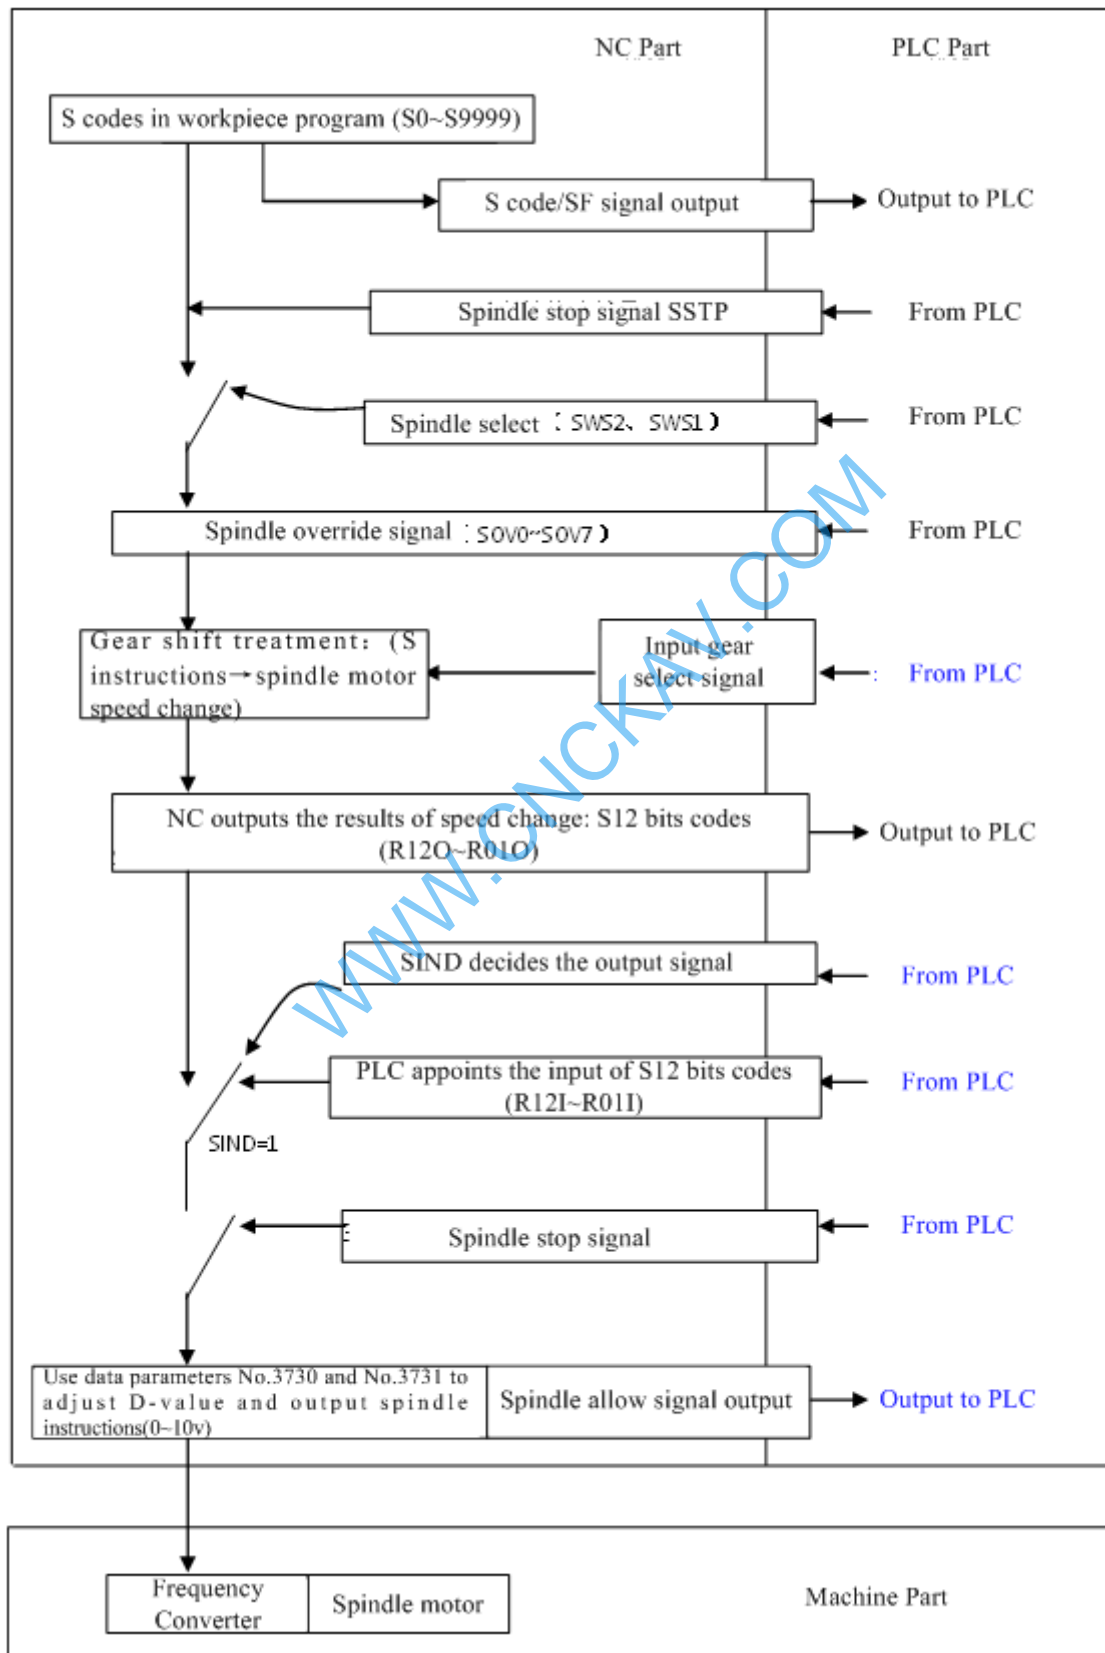 NC Part
PLC Part
S codes in workpiece program (S0~S9999)
S code/SF signal output
Output to PLC
Spindle stop signal SSTP
From PLC
Spindle select （SWS2、SWS1）
From PLC
Spindle override signal （SOV0~SOV7）
From PLC
Gear shift treatment: (S
instructions→spindle motor
speed change)
Input gear
select signal
: From PLC
NC outputs the results of speed change: S12 bits codes
(R12O~R01O)
Output to PLC
SIND decides the output signal
From PLC
PLC appoints the input of S12 bits codes
(R12I~R01I)
From PLC
SIND=1
Spindle stop signal
From PLC
Use data parameters No.3730 and No.3731 to
adjust D-value and output spindle
instructions(0~10v)
Spindle allow signal output
Output to PLC
Frequency
Converter
Spindle motor
Machine Part
WWW.CNCKAV.COM